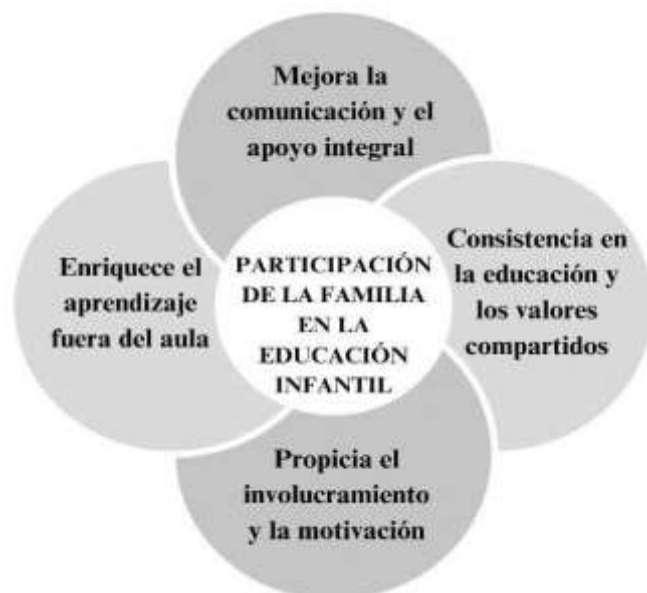 Mejora la
comunicación y el
apoyo integral
Enriquece el
aprendizaje
fuera del aula
PARTICIPACIÓN
DE LA FAMILIA
EN LA
EDUCACIÓN
INFANTIL
Consistencia en
la educación y
los valores
compartidos
Propicia el
involucramiento
y la motivación